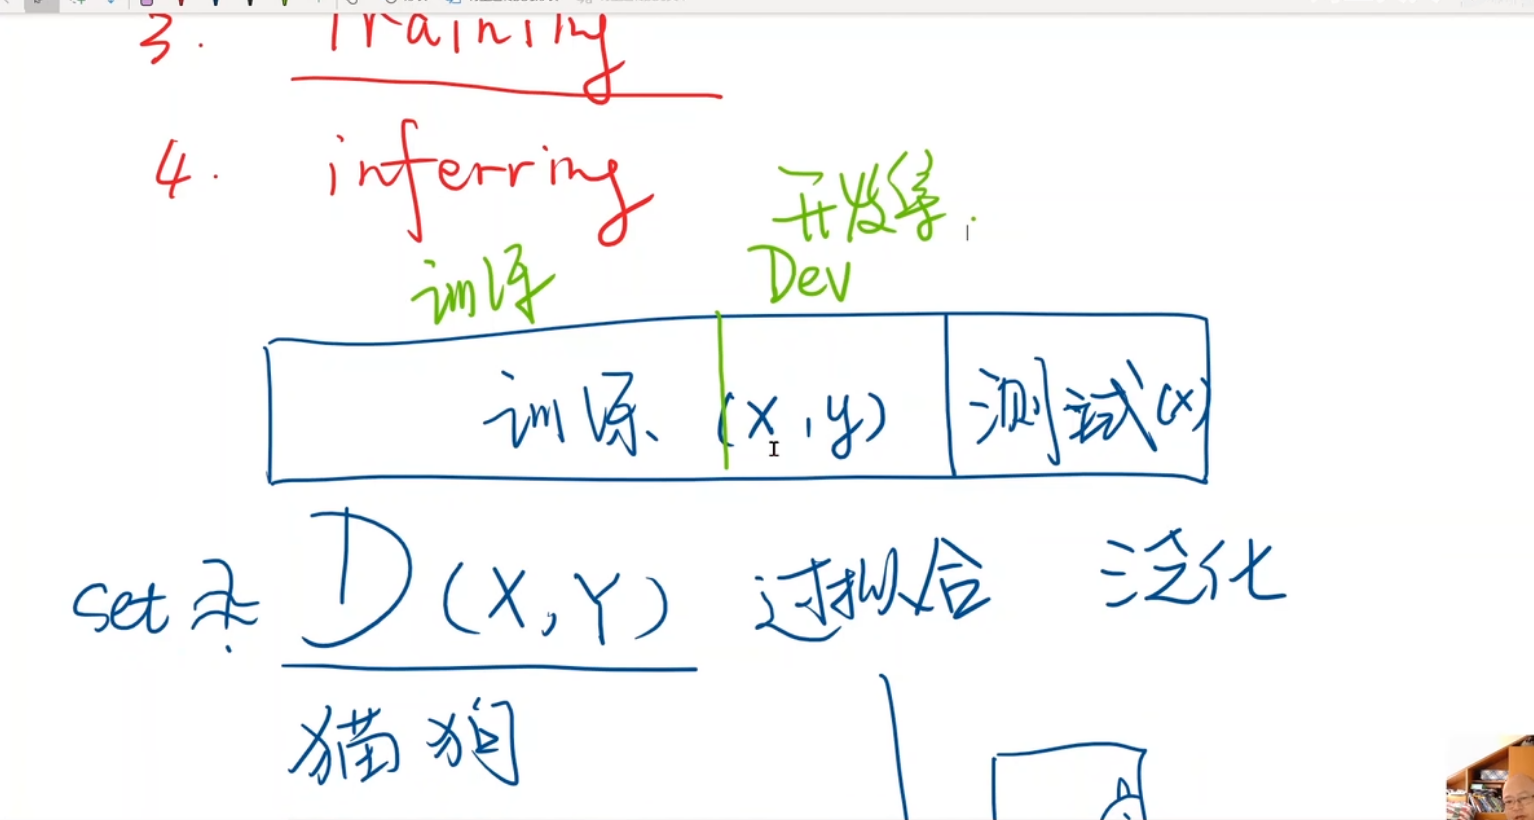 3. Training
4. inferring
开发集
训练 Dev
训练 (x, y) 测试(x)
set 集 D(X, Y) 过拟合 泛化
猫 狗